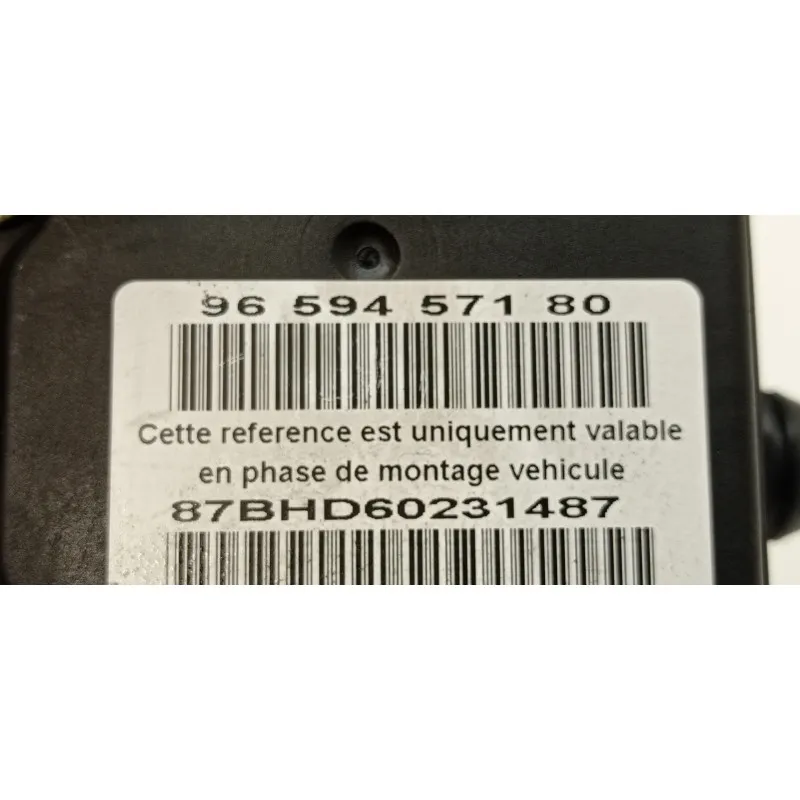 96 594 571 80
Cette reference est uniquement valable
en phase de montage vehicule
87BHD60231487